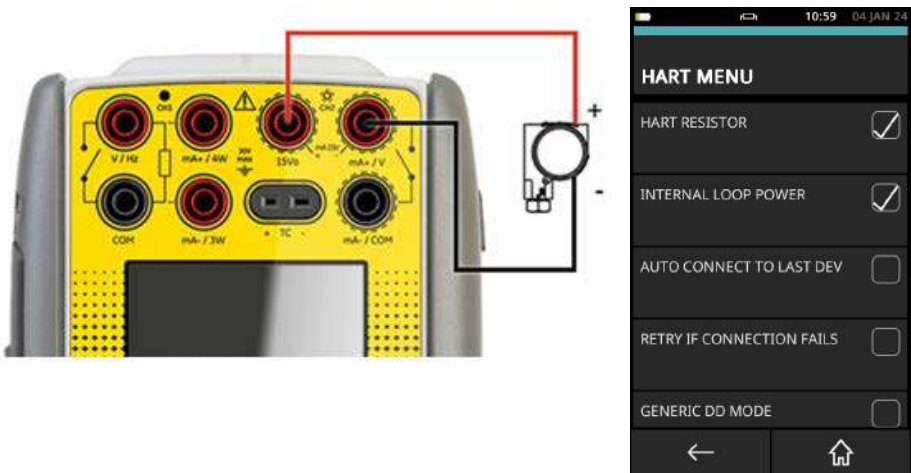 CH1
CH2
V / Hz
mA+ / 4W
30V
MAX
15Vo
mA 24V
mA+ / V
+
-
COM
mA- / 3W
+ TC -
mA- / COM
10:59 04 JAN 24
HART MENU
HART RESISTOR
INTERNAL LOOP POWER
AUTO CONNECT TO LAST DEV
RETRY IF CONNECTION FAILS
GENERIC DD MODE